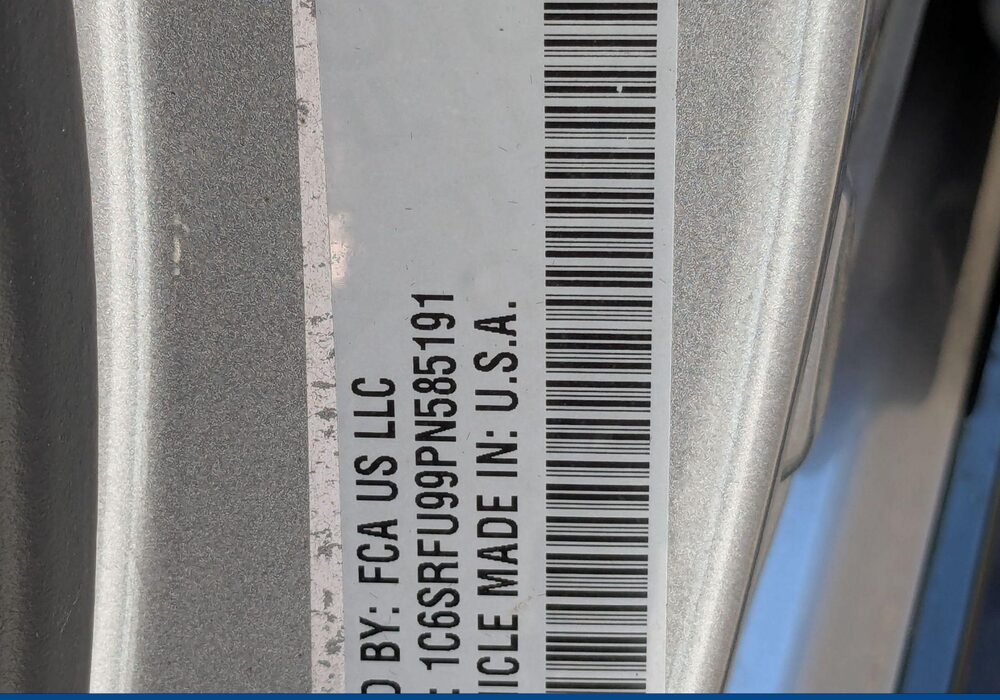 D BY: FCA US LLC
: 1C6SRFU99PN585191
ICLE MADE IN: U.S.A.